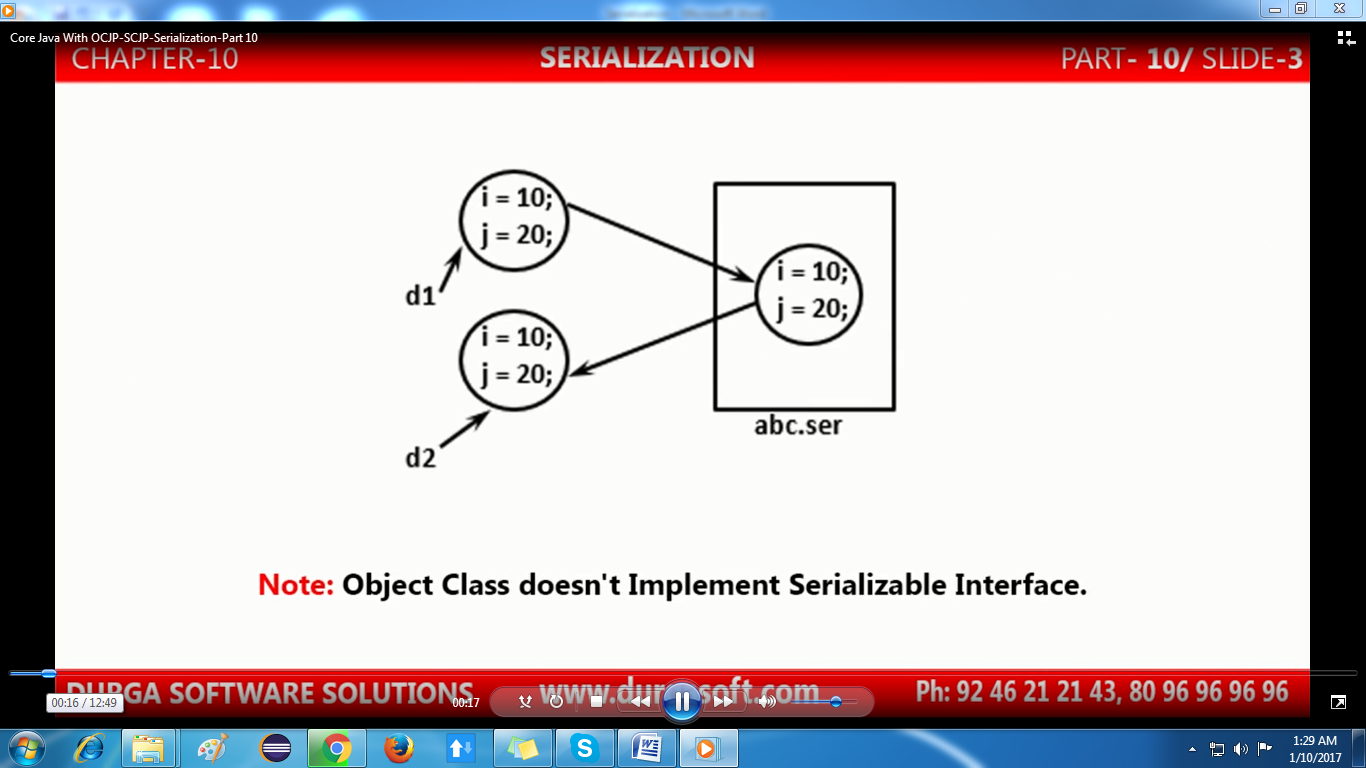 Core Java With OCJP-SCJP-Serialization-Part 10
CHAPTER-10 SERIALIZATION PART- 10/ SLIDE-3
i = 10;
j = 20;
d1
i = 10;
j = 20;
abc.ser
i = 10;
j = 20;
d2
Note: Object Class doesn't Implement Serializable Interface.
DURGA SOFTWARE SOLUTIONS www.durgasoft.com Ph: 92 46 21 21 43, 80 96 96 96 96
00:16 / 12:49
00:17
1:29 AM
1/10/2017